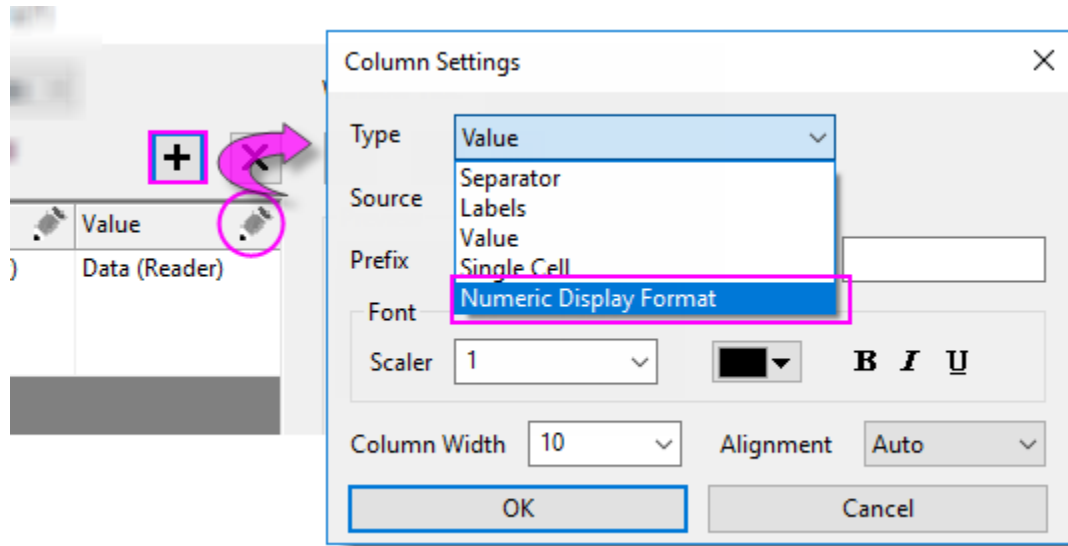 Column Settings
Type
Value
Separator
Labels
Value
Single Cell
Numeric Display Format
Source
Prefix
Font
Scaler
1
B I U
Column Width
10
Alignment
Auto
OK
Cancel
Value
Data (Reader)